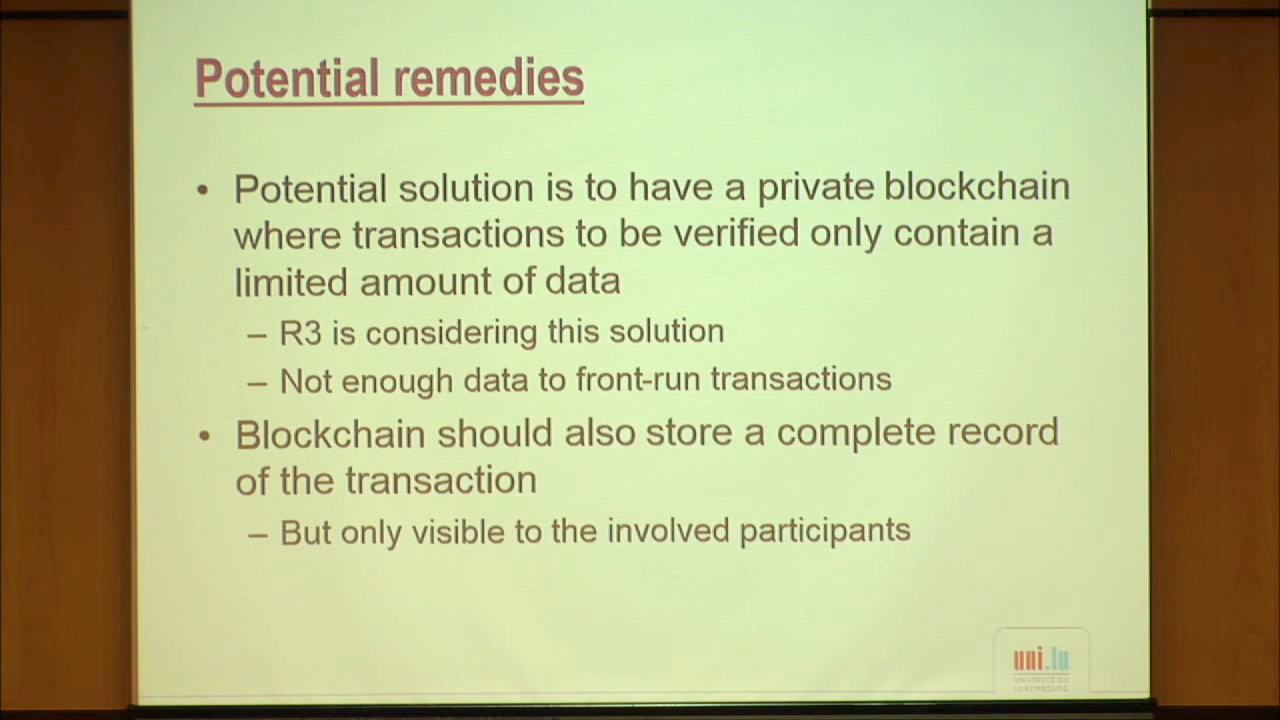 Potential remedies
• Potential solution is to have a private blockchain
where transactions to be verified only contain a
limited amount of data
– R3 is considering this solution
– Not enough data to front-run transactions
• Blockchain should also store a complete record
of the transaction
– But only visible to the involved participants
uni.lu
UNIVERSITÉ DU
LUXEMBOURG